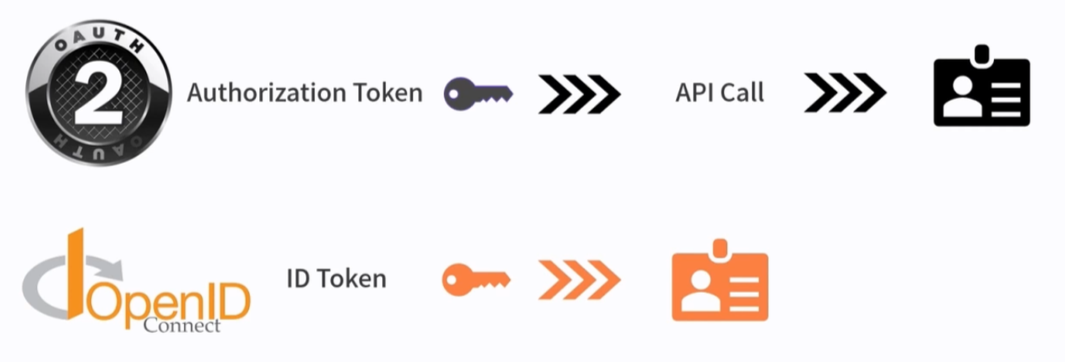 OAUTH
2
OAUTH
Authorization Token
API Call
OpenID
Connect
ID Token